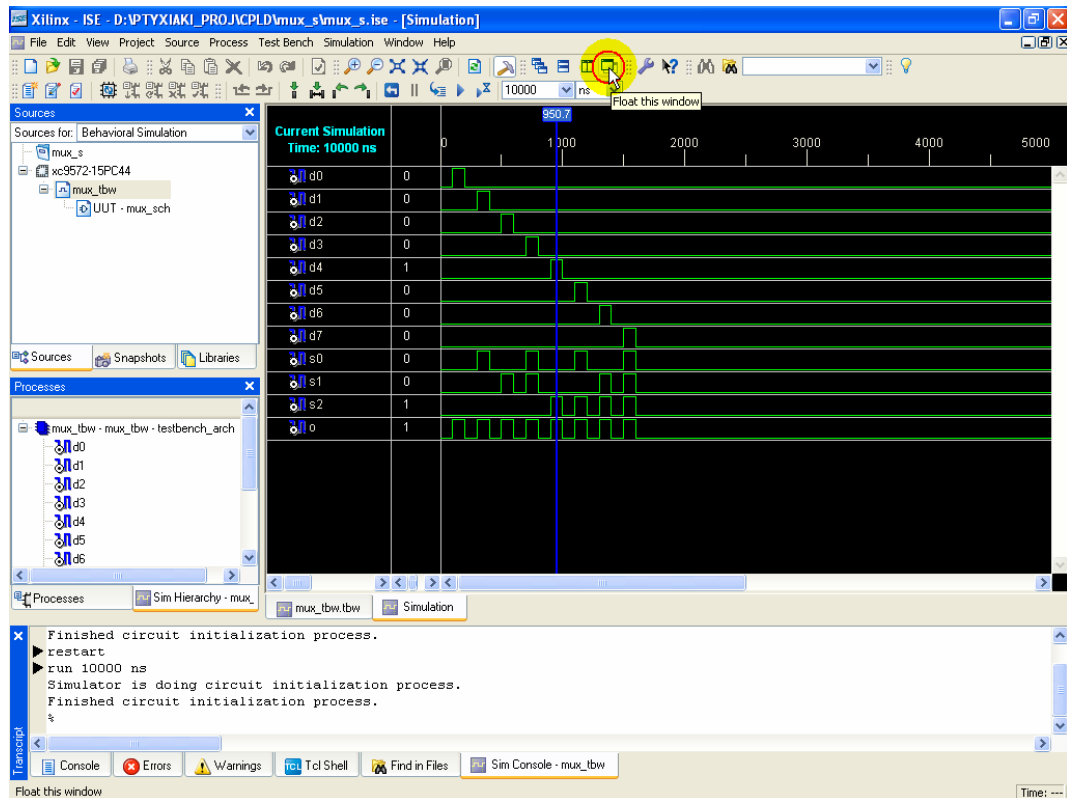 Xilinx - ISE - D:\PTYXIAKI_PROJ\CPLD\mux_s\mux_s.ise - [Simulation]
File Edit View Project Source Process Test Bench Simulation Window Help
10000 ns
Float this window
Sources
Sources for: Behavioral Simulation
mux_s
xc9572-15PC44
mux_tbw
UUT - mux_sch
Sources Snapshots Libraries
Processes
mux_tbw - mux_tbw - testbench_arch
d0
d1
d2
d3
d4
d5
d6
Processes Sim Hierarchy - mux_
950.7
Current Simulation
Time: 10000 ns
0 1000 2000 3000 4000 5000
d0 0
d1 0
d2 0
d3 0
d4 1
d5 0
d6 0
d7 0
s0 0
s1 0
s2 1
o 1
mux_tbw.tbw Simulation
Finished circuit initialization process.
restart
run 10000 ns
Simulator is doing circuit initialization process.
Finished circuit initialization process.
%
Transcript
Console Errors Warnings Tcl Shell Find in Files Sim Console - mux_tbw
Float this window Time: ---